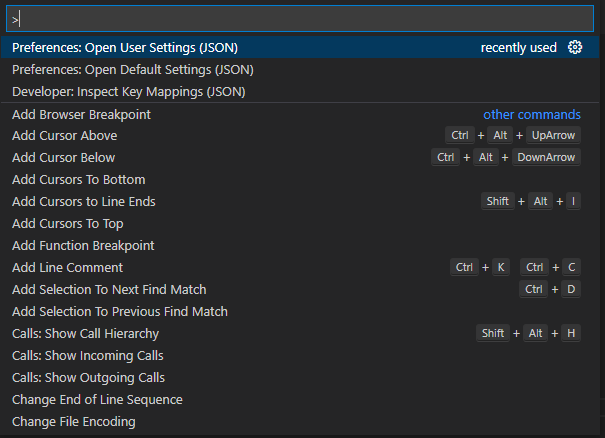 >
Preferences: Open User Settings (JSON) recently used
Preferences: Open Default Settings (JSON)
Developer: Inspect Key Mappings (JSON)
Add Browser Breakpoint other commands
Add Cursor Above Ctrl + Alt + UpArrow
Add Cursor Below Ctrl + Alt + DownArrow
Add Cursors To Bottom
Add Cursors to Line Ends Shift + Alt + I
Add Cursors To Top
Add Function Breakpoint
Add Line Comment Ctrl + K Ctrl + C
Add Selection To Next Find Match Ctrl + D
Add Selection To Previous Find Match
Calls: Show Call Hierarchy Shift + Alt + H
Calls: Show Incoming Calls
Calls: Show Outgoing Calls
Change End of Line Sequence
Change File Encoding